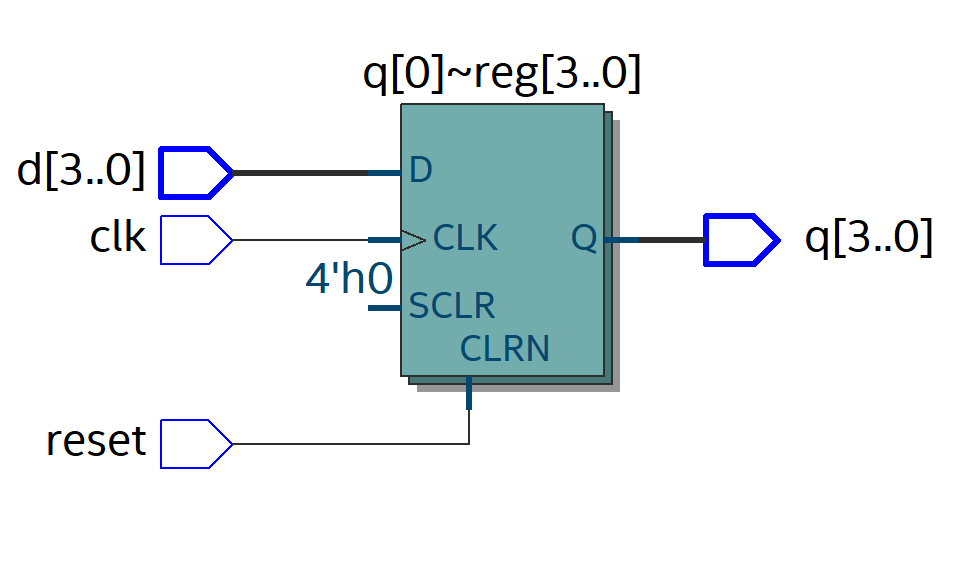 q[0]~reg[3..0]
d[3..0]
D
clk
CLK
Q
q[3..0]
4'h0
SCLR
CLRN
reset